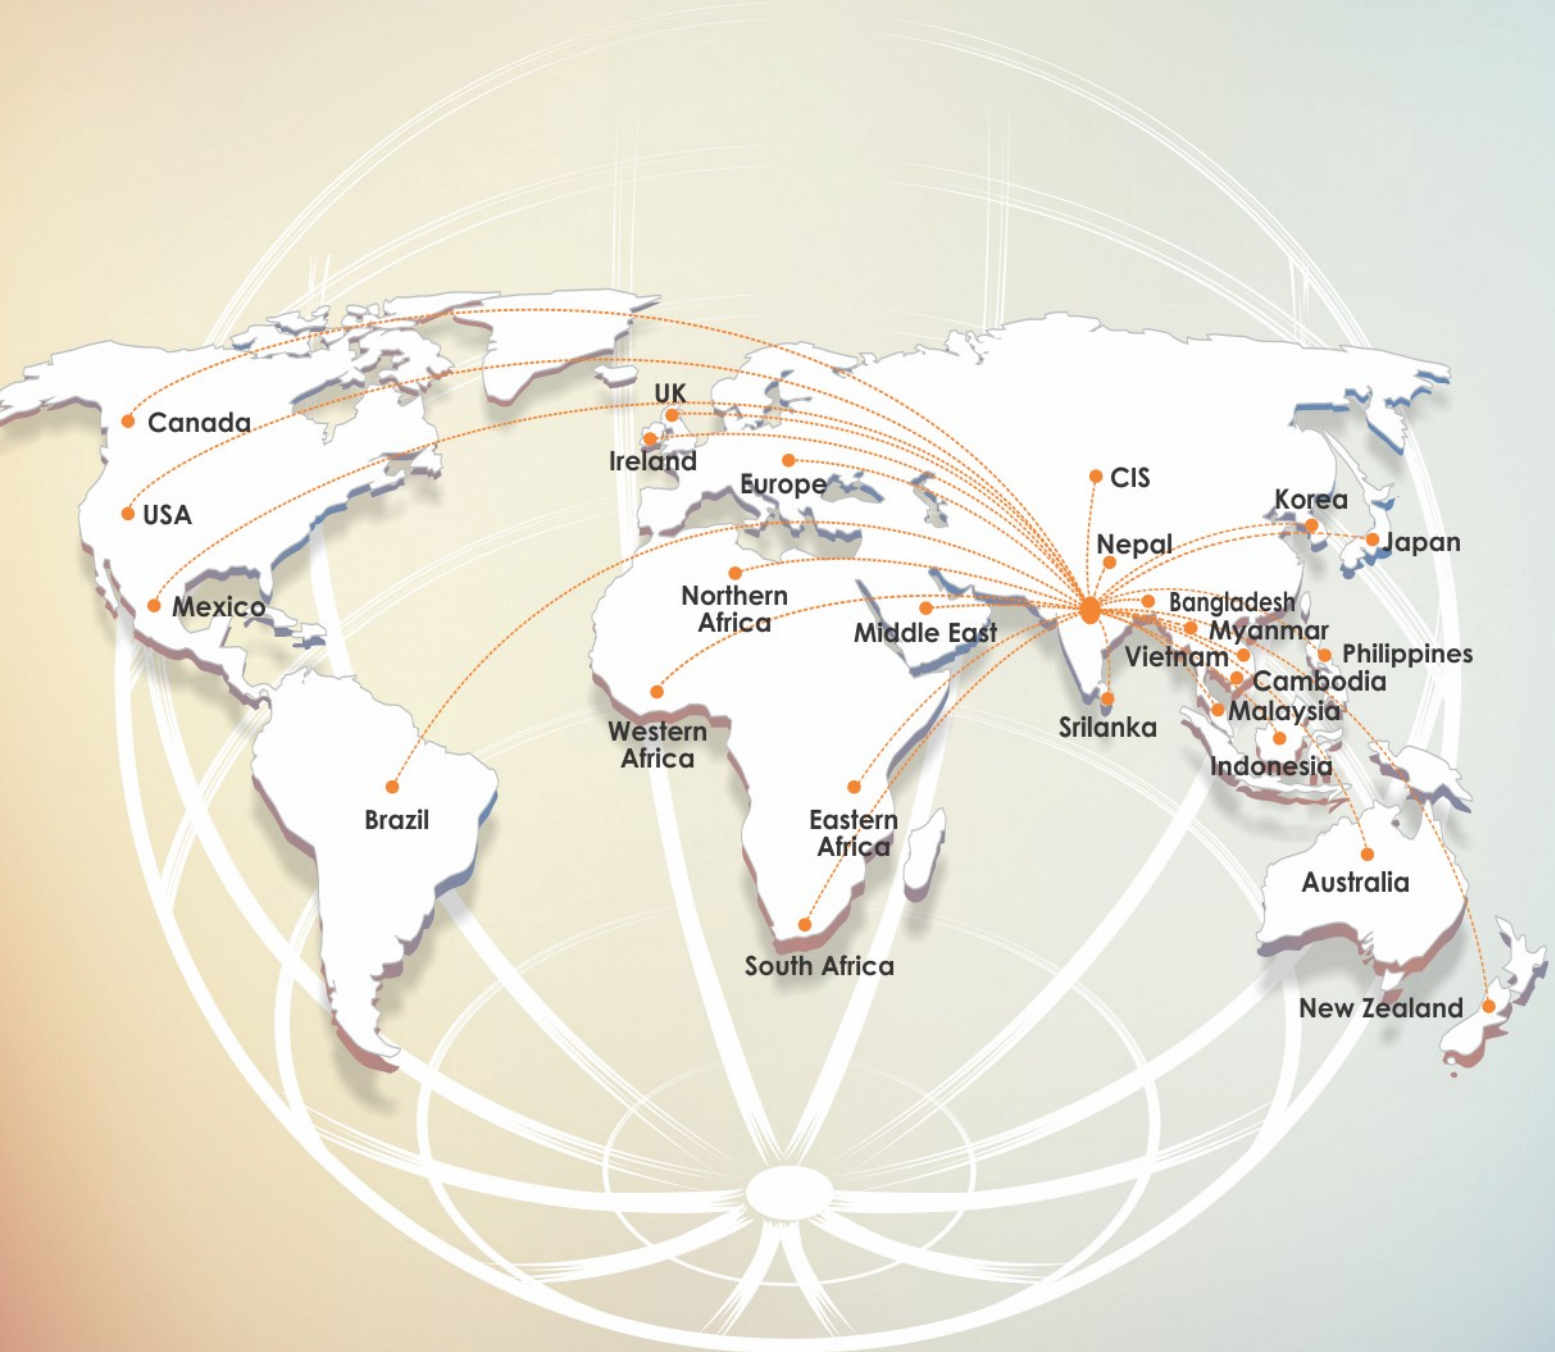 UK
Canada
Ireland
Europe
CIS
USA
Korea
Japan
Nepal
Northern
Africa
Mexico
Middle East
Bangladesh
Myanmar
Vietnam
Philippines
Cambodia
Malaysia
Srilanka
Western
Africa
Indonesia
Brazil
Eastern
Africa
Australia
South Africa
New Zealand